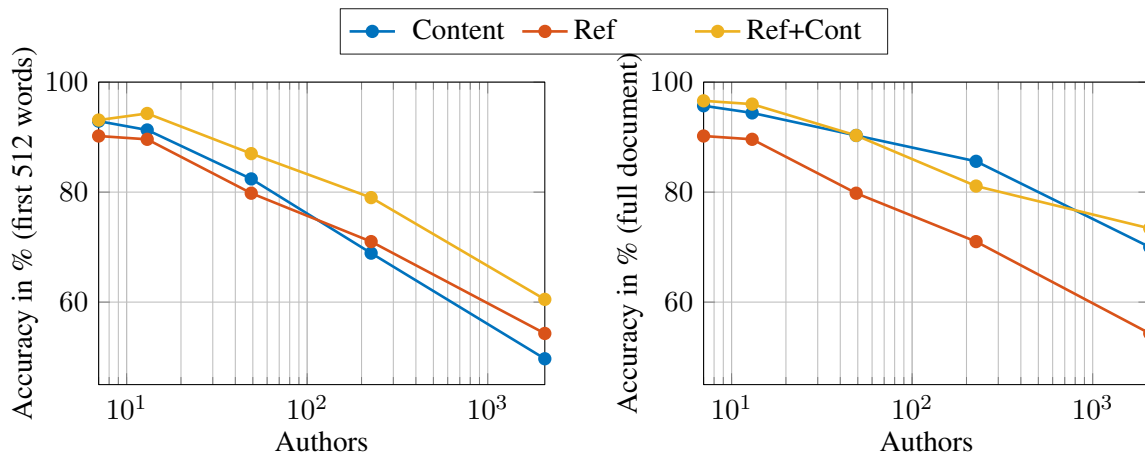 Content Ref Ref+Cont
Accuracy in % (first 512 words)
100
80
60
10^1 10^2 10^3
Authors
Accuracy in % (full document)
100
80
60
10^1 10^2 10^3
Authors